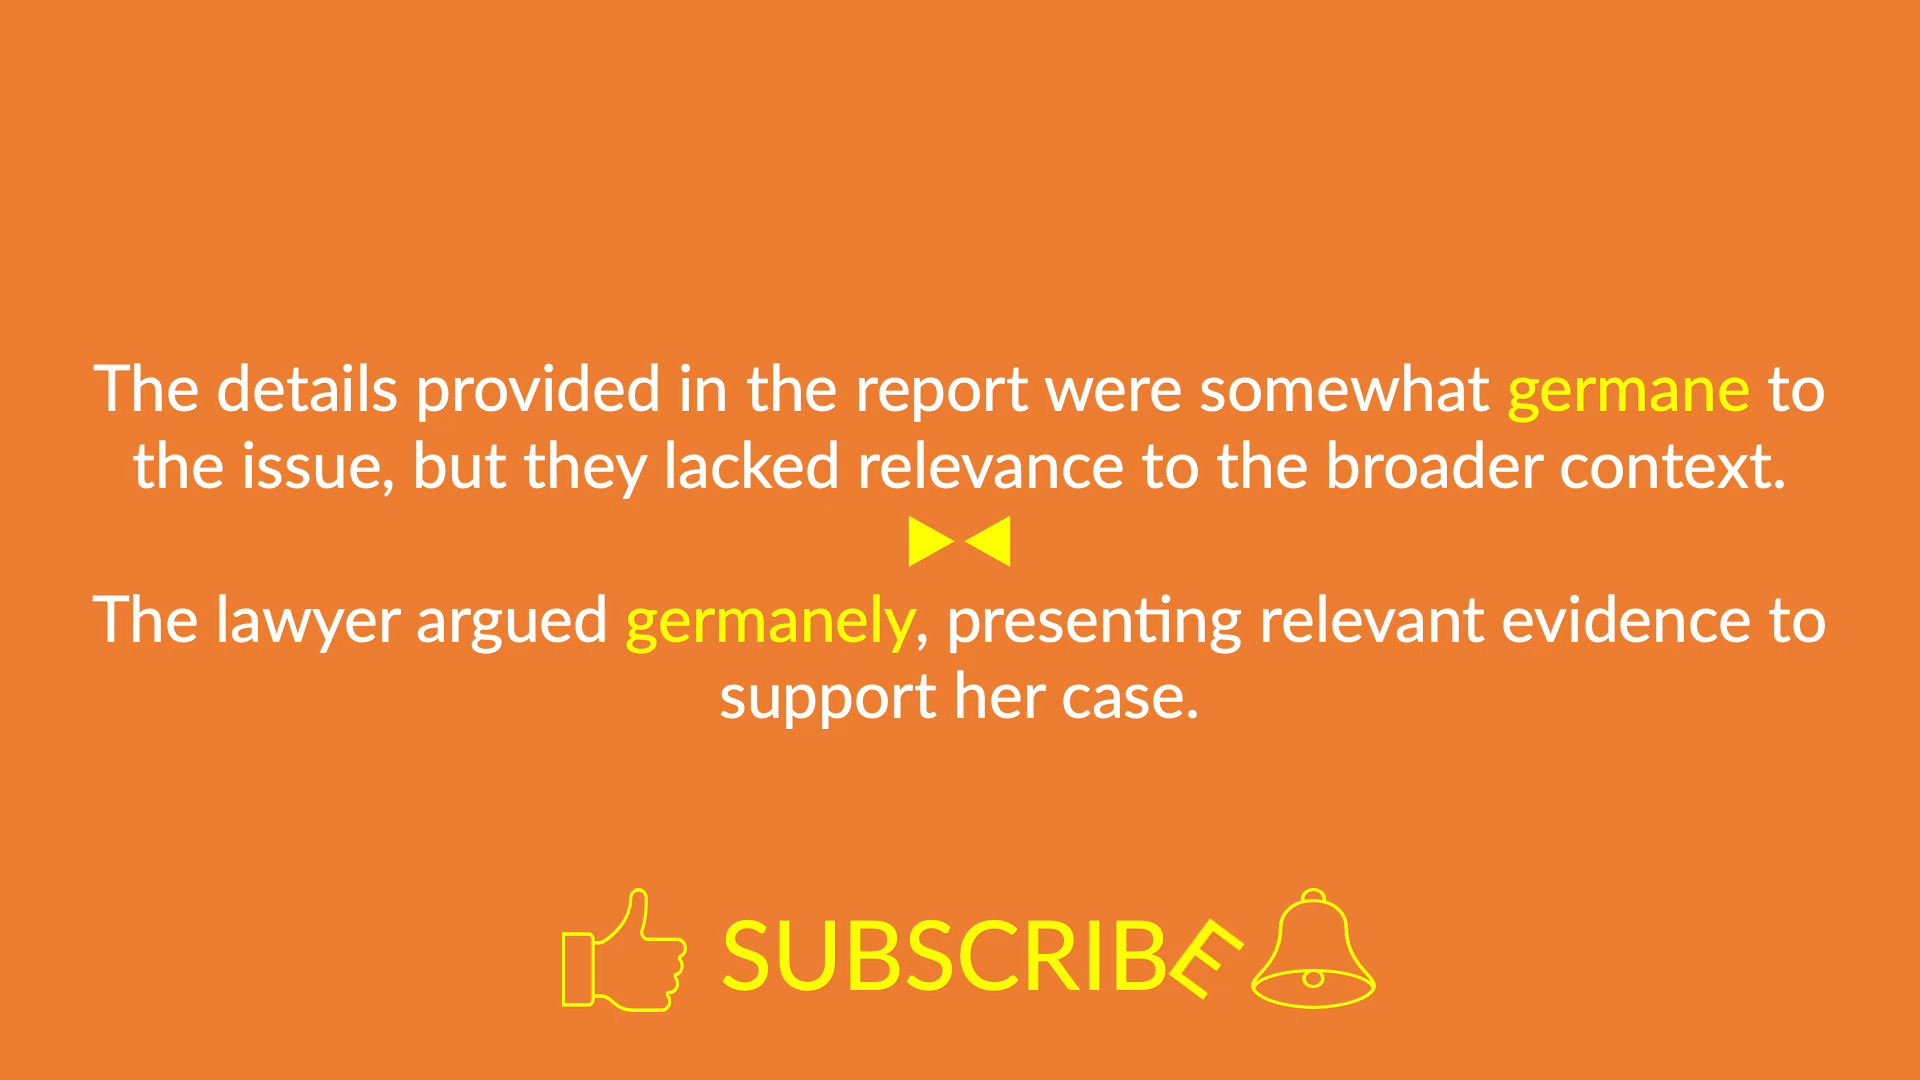 The details provided in the report were somewhat germane to
the issue, but they lacked relevance to the broader context.
The lawyer argued germanely, presenting relevant evidence to
support her case.
SUBSCRIBE